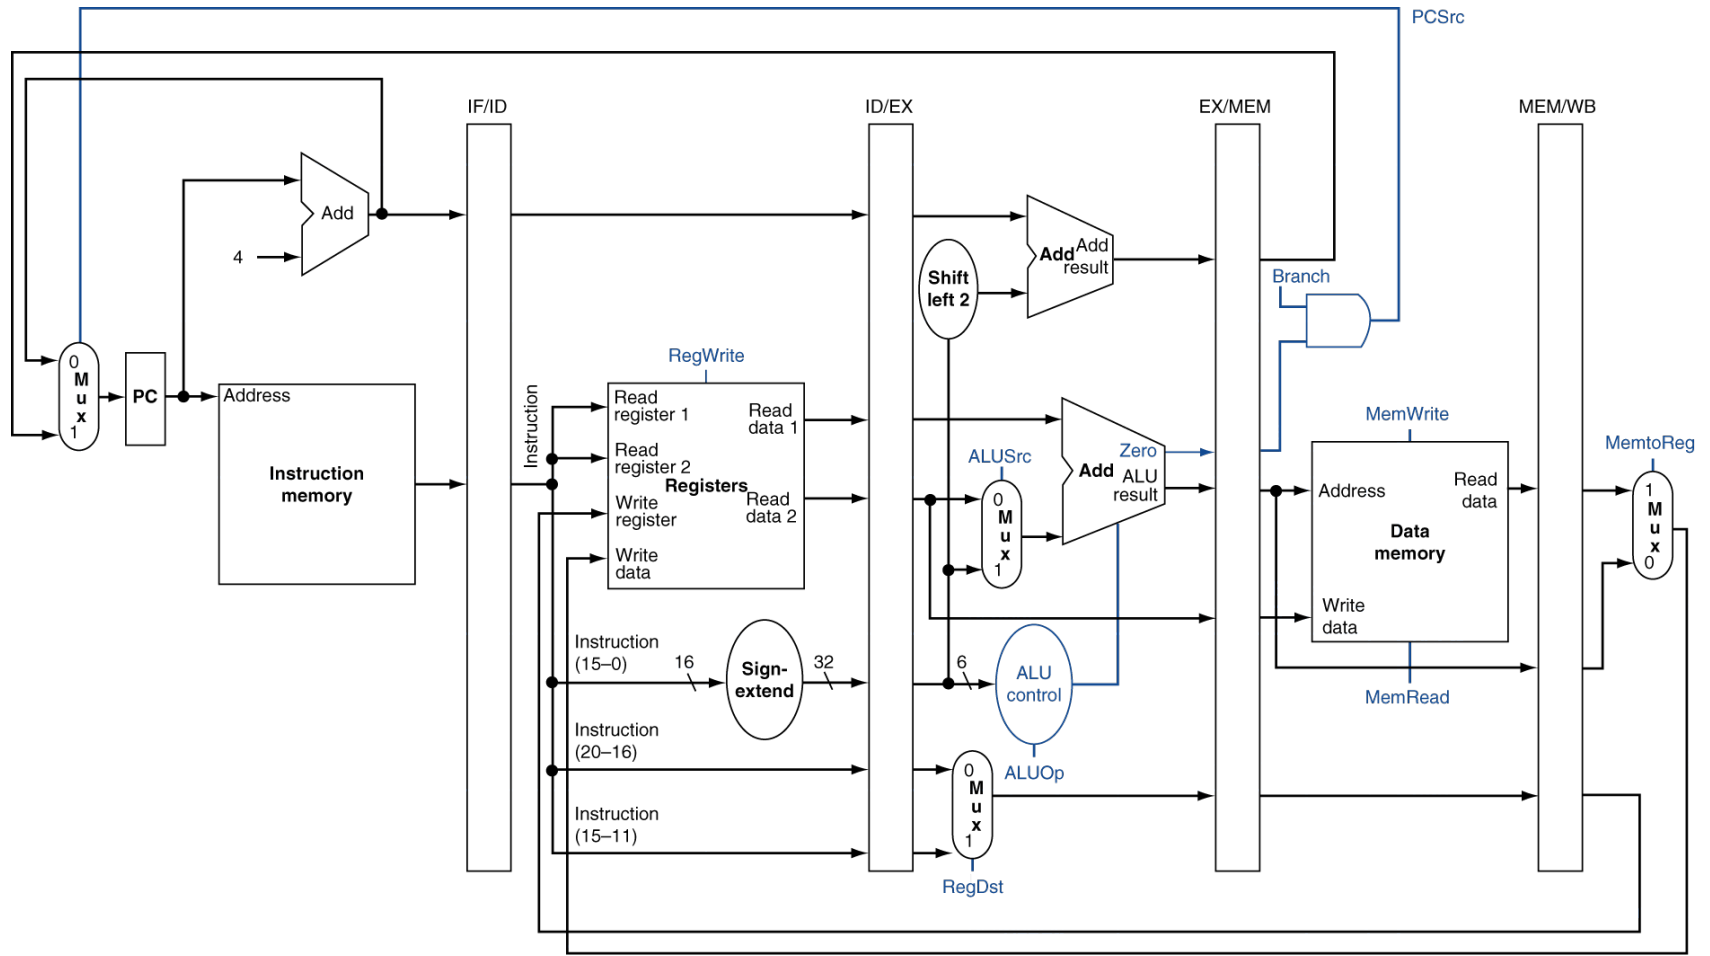 PCSrc
IF/ID
ID/EX
EX/MEM
MEM/WB
Add
4
Add
Add
result
Shift
left 2
Branch
0
M
u
x
1
PC
Address
Instruction
memory
RegWrite
Instruction
Read
register 1
Read
data 1
Read
register 2
Registers
Write
register
Read
data 2
Write
data
ALUSrc
0
M
u
x
1
Zero
Add
ALU
result
MemWrite
Address
Read
data
Data
memory
Write
data
MemRead
MemtoReg
1
M
u
x
0
Instruction
(15–0)
16
Sign-
extend
32
6
ALU
control
ALUOp
Instruction
(20–16)
Instruction
(15–11)
0
M
u
x
1
RegDst